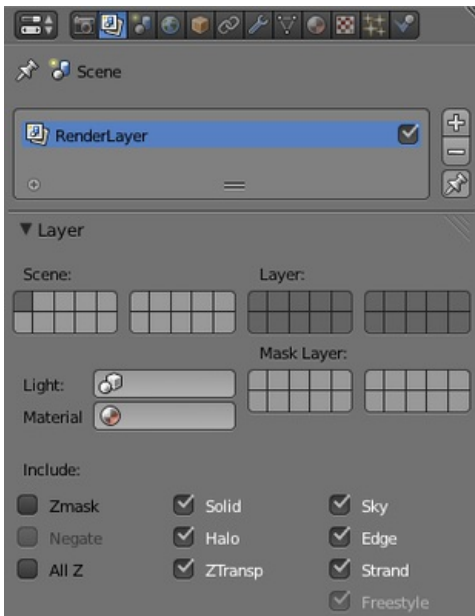 Scene
RenderLayer
Layer
Scene: Layer:
Mask Layer:
Light:
Material
Include:
Zmask Solid Sky
Negate Halo Edge
All Z ZTransp Strand
Freestyle